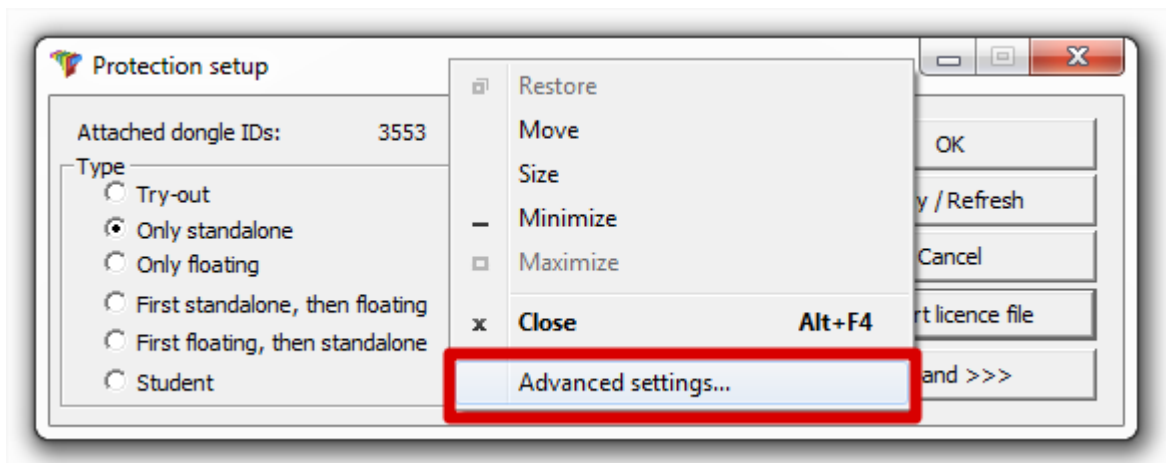 Protection setup
Restore
Attached dongle IDs: 3553
Move
OK
Type
Size
Try-out
y / Refresh
Minimize
Only standalone
Cancel
Maximize
Only floating
First standalone, then floating
rt licence file
Close Alt+F4
First floating, then standalone
Advanced settings...
and >>>
Student